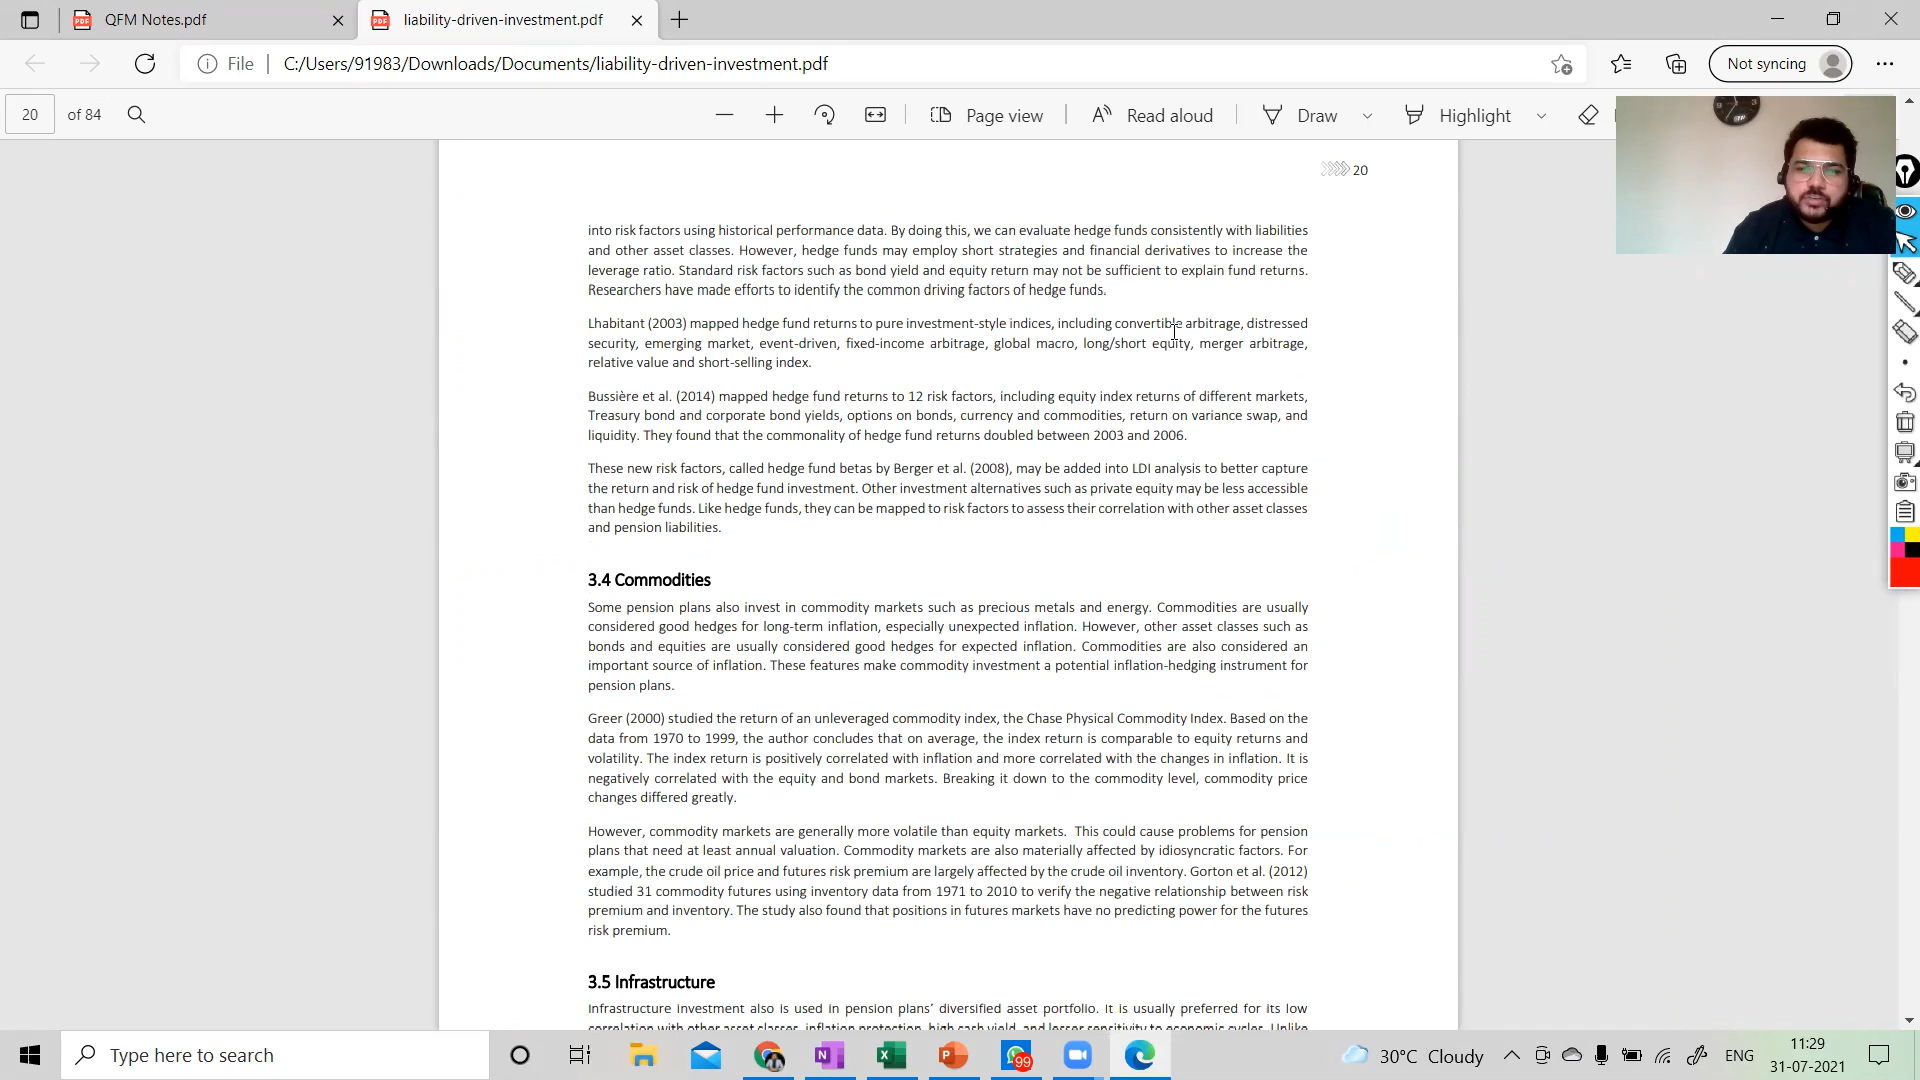 QFM Notes.pdf
liability-driven-investment.pdf
File
C:/Users/91983/Downloads/Documents/liability-driven-investment.pdf
Not syncing
20 of 84
Page view
Read aloud
Draw
Highlight
20
into risk factors using historical performance data. By doing this, we can evaluate hedge funds consistently with liabilities
and other asset classes. However, hedge funds may employ short strategies and financial derivatives to increase the
leverage ratio. Standard risk factors such as bond yield and equity return may not be sufficient to explain fund returns.
Researchers have made efforts to identify the common driving factors of hedge funds.
Lhabitant (2003) mapped hedge fund returns to pure investment-style indices, including convertible arbitrage, distressed
security, emerging market, event-driven, fixed-income arbitrage, global macro, long/short equity, merger arbitrage,
relative value and short-selling index.
Bussière et al. (2014) mapped hedge fund returns to 12 risk factors, including equity index returns of different markets,
Treasury bond and corporate bond yields, options on bonds, currency and commodities, return on variance swap, and
liquidity. They found that the commonality of hedge fund returns doubled between 2003 and 2006.
These new risk factors, called hedge fund betas by Berger et al. (2008), may be added into LDI analysis to better capture
the return and risk of hedge fund investment. Other investment alternatives such as private equity may be less accessible
than hedge funds. Like hedge funds, they can be mapped to risk factors to assess their correlation with other asset classes
and pension liabilities.
3.4 Commodities
Some pension plans also invest in commodity markets such as precious metals and energy. Commodities are usually
considered good hedges for long-term inflation, especially unexpected inflation. However, other asset classes such as
bonds and equities are usually considered good hedges for expected inflation. Commodities are also considered an
important source of inflation. These features make commodity investment a potential inflation-hedging instrument for
pension plans.
Greer (2000) studied the return of an unleveraged commodity index, the Chase Physical Commodity Index. Based on the
data from 1970 to 1999, the author concludes that on average, the index return is comparable to equity returns and
volatility. The index return is positively correlated with inflation and more correlated with the changes in inflation. It is
negatively correlated with the equity and bond markets. Breaking it down to the commodity level, commodity price
changes differed greatly.
However, commodity markets are generally more volatile than equity markets. This could cause problems for pension
plans that need at least annual valuation. Commodity markets are also materially affected by idiosyncratic factors. For
example, the crude oil price and futures risk premium are largely affected by the crude oil inventory. Gorton et al. (2012)
studied 31 commodity futures using inventory data from 1971 to 2010 to verify the negative relationship between risk
premium and inventory. The study also found that positions in futures markets have no predicting power for the futures
risk premium.
3.5 Infrastructure
Infrastructure investment also is used in pension plans' diversified asset portfolio. It is usually preferred for its low
correlation with other asset classes, inflation protection, high cash yield, and lesser sensitivity to economic cycles. Unlike
Type here to search
99
30°C Cloudy
ENG
11:29
31-07-2021